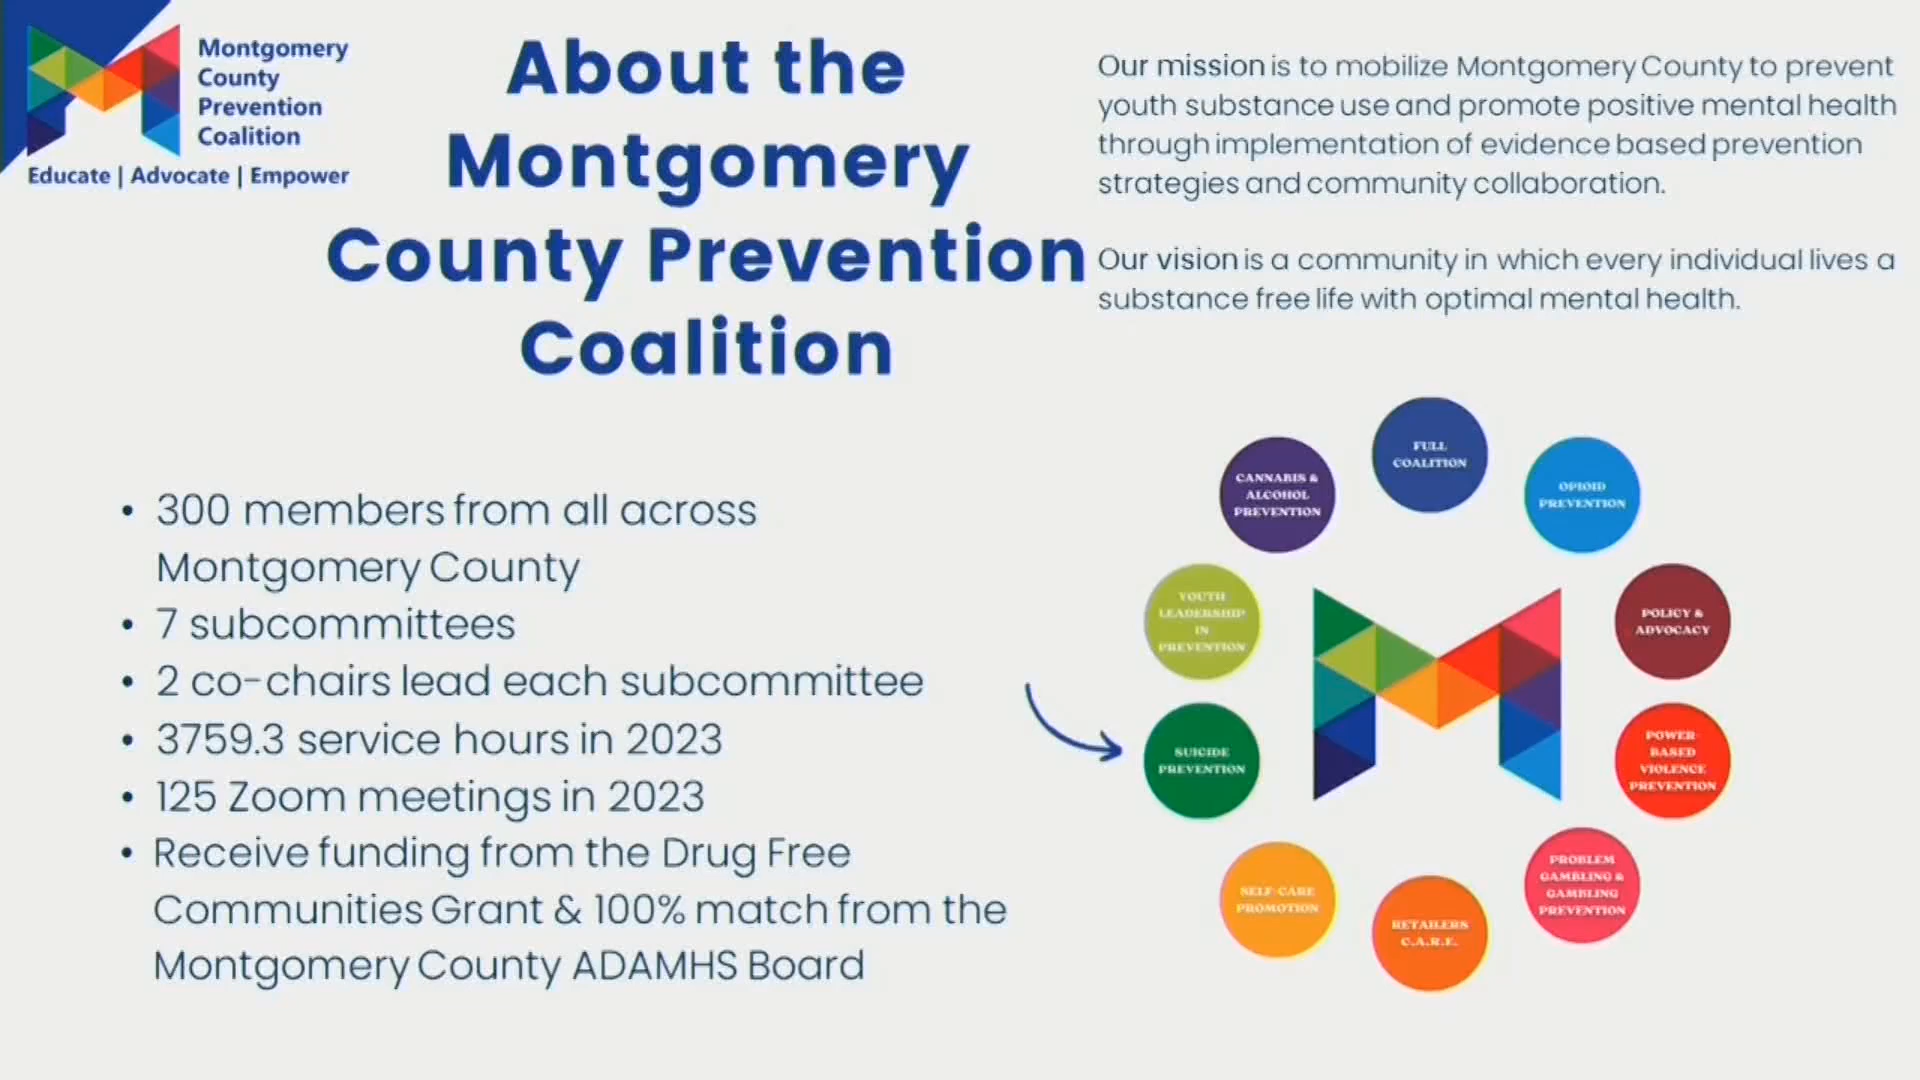 Montgomery
County
Prevention
Coalition
Educate | Advocate | Empower
About the
Montgomery
County Prevention
Coalition
Our mission is to mobilize Montgomery County to prevent
youth substance use and promote positive mental health
through implementation of evidence based prevention
strategies and community collaboration.
Our vision is a community in which every individual lives a
substance free life with optimal mental health.
• 300 members from all across
Montgomery County
• 7 subcommittees
• 2 co-chairs lead each subcommittee
• 3759.3 service hours in 2023
• 125 Zoom meetings in 2023
• Receive funding from the Drug Free
Communities Grant & 100% match from the
Montgomery County ADAMHS Board
FULL
COALITION
OPIOID
PREVENTION
POLICY &
ADVOCACY
POWER-
BASED
VIOLENCE
PREVENTION
PROBLEM
GAMBLING &
GAMBLING
PREVENTION
RETAILERS
C.A.R.E.
SELF-CARE
PROMOTION
SUICIDE
PREVENTION
YOUTH
LEADERSHIP
IN
PREVENTION
CANNABIS &
ALCOHOL
PREVENTION